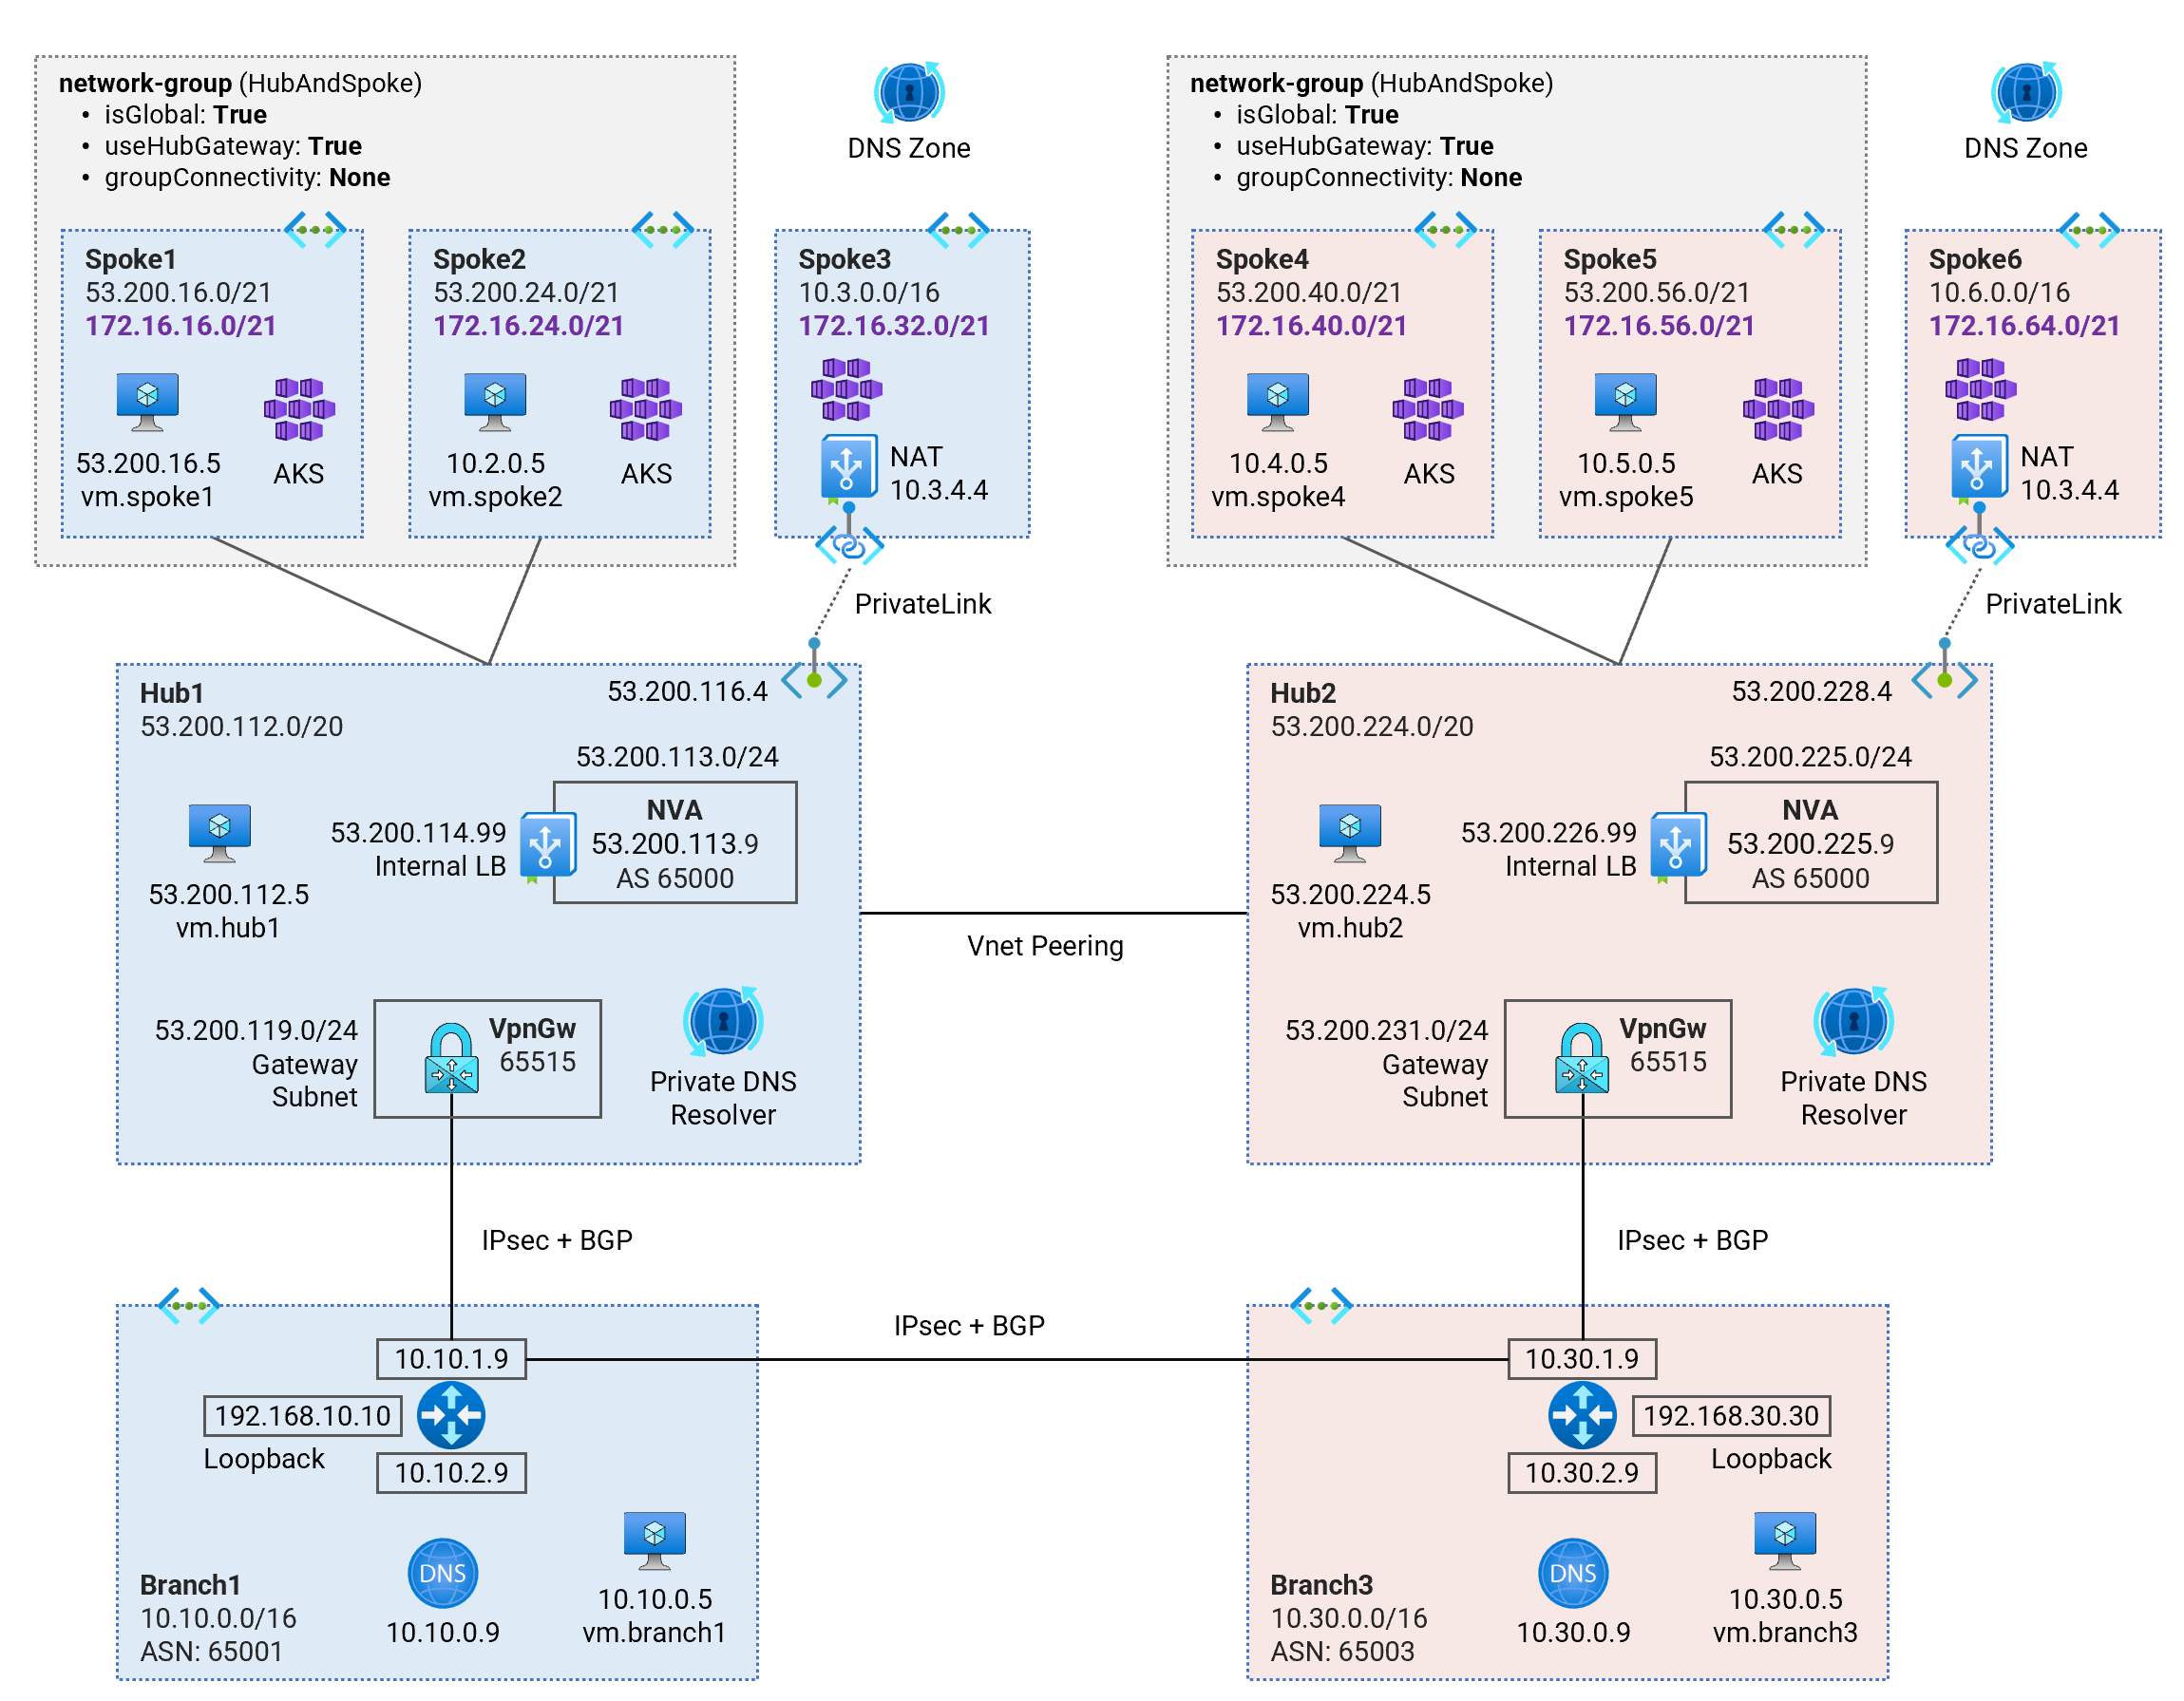 network-group (HubAndSpoke)
• isGlobal: True
• useHubGateway: True
• groupConnectivity: None
DNS Zone
network-group (HubAndSpoke)
• isGlobal: True
• useHubGateway: True
• groupConnectivity: None
DNS Zone
Spoke1
53.200.16.0/21
172.16.16.0/21
53.200.16.5
vm.spoke1
AKS
Spoke2
53.200.24.0/21
172.16.24.0/21
10.2.0.5
vm.spoke2
AKS
Spoke3
10.3.0.0/16
172.16.32.0/21
NAT
10.3.4.4
PrivateLink
Spoke4
53.200.40.0/21
172.16.40.0/21
10.4.0.5
vm.spoke4
AKS
Spoke5
53.200.56.0/21
172.16.56.0/21
10.5.0.5
vm.spoke5
AKS
Spoke6
10.6.0.0/16
172.16.64.0/21
NAT
10.3.4.4
PrivateLink
Hub1
53.200.112.0/20
53.200.116.4
53.200.113.0/24
NVA
53.200.113.9
AS 65000
53.200.114.99
Internal LB
53.200.112.5
vm.hub1
53.200.119.0/24
Gateway
Subnet
VpnGw
65515
Private DNS
Resolver
Vnet Peering
Hub2
53.200.224.0/20
53.200.228.4
53.200.225.0/24
NVA
53.200.225.9
AS 65000
53.200.226.99
Internal LB
53.200.224.5
vm.hub2
53.200.231.0/24
Gateway
Subnet
VpnGw
65515
Private DNS
Resolver
IPsec + BGP
IPsec + BGP
IPsec + BGP
10.10.1.9
192.168.10.10
Loopback
10.10.2.9
Branch1
10.10.0.0/16
ASN: 65001
DNS
10.10.0.9
10.10.0.5
vm.branch1
10.30.1.9
192.168.30.30
Loopback
10.30.2.9
Branch3
10.30.0.0/16
ASN: 65003
DNS
10.30.0.9
10.30.0.5
vm.branch3